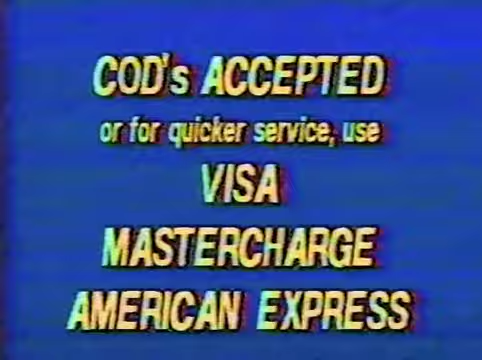 COD's ACCEPTED
or for quicker service, use
VISA
MASTERCHARGE
AMERICAN EXPRESS